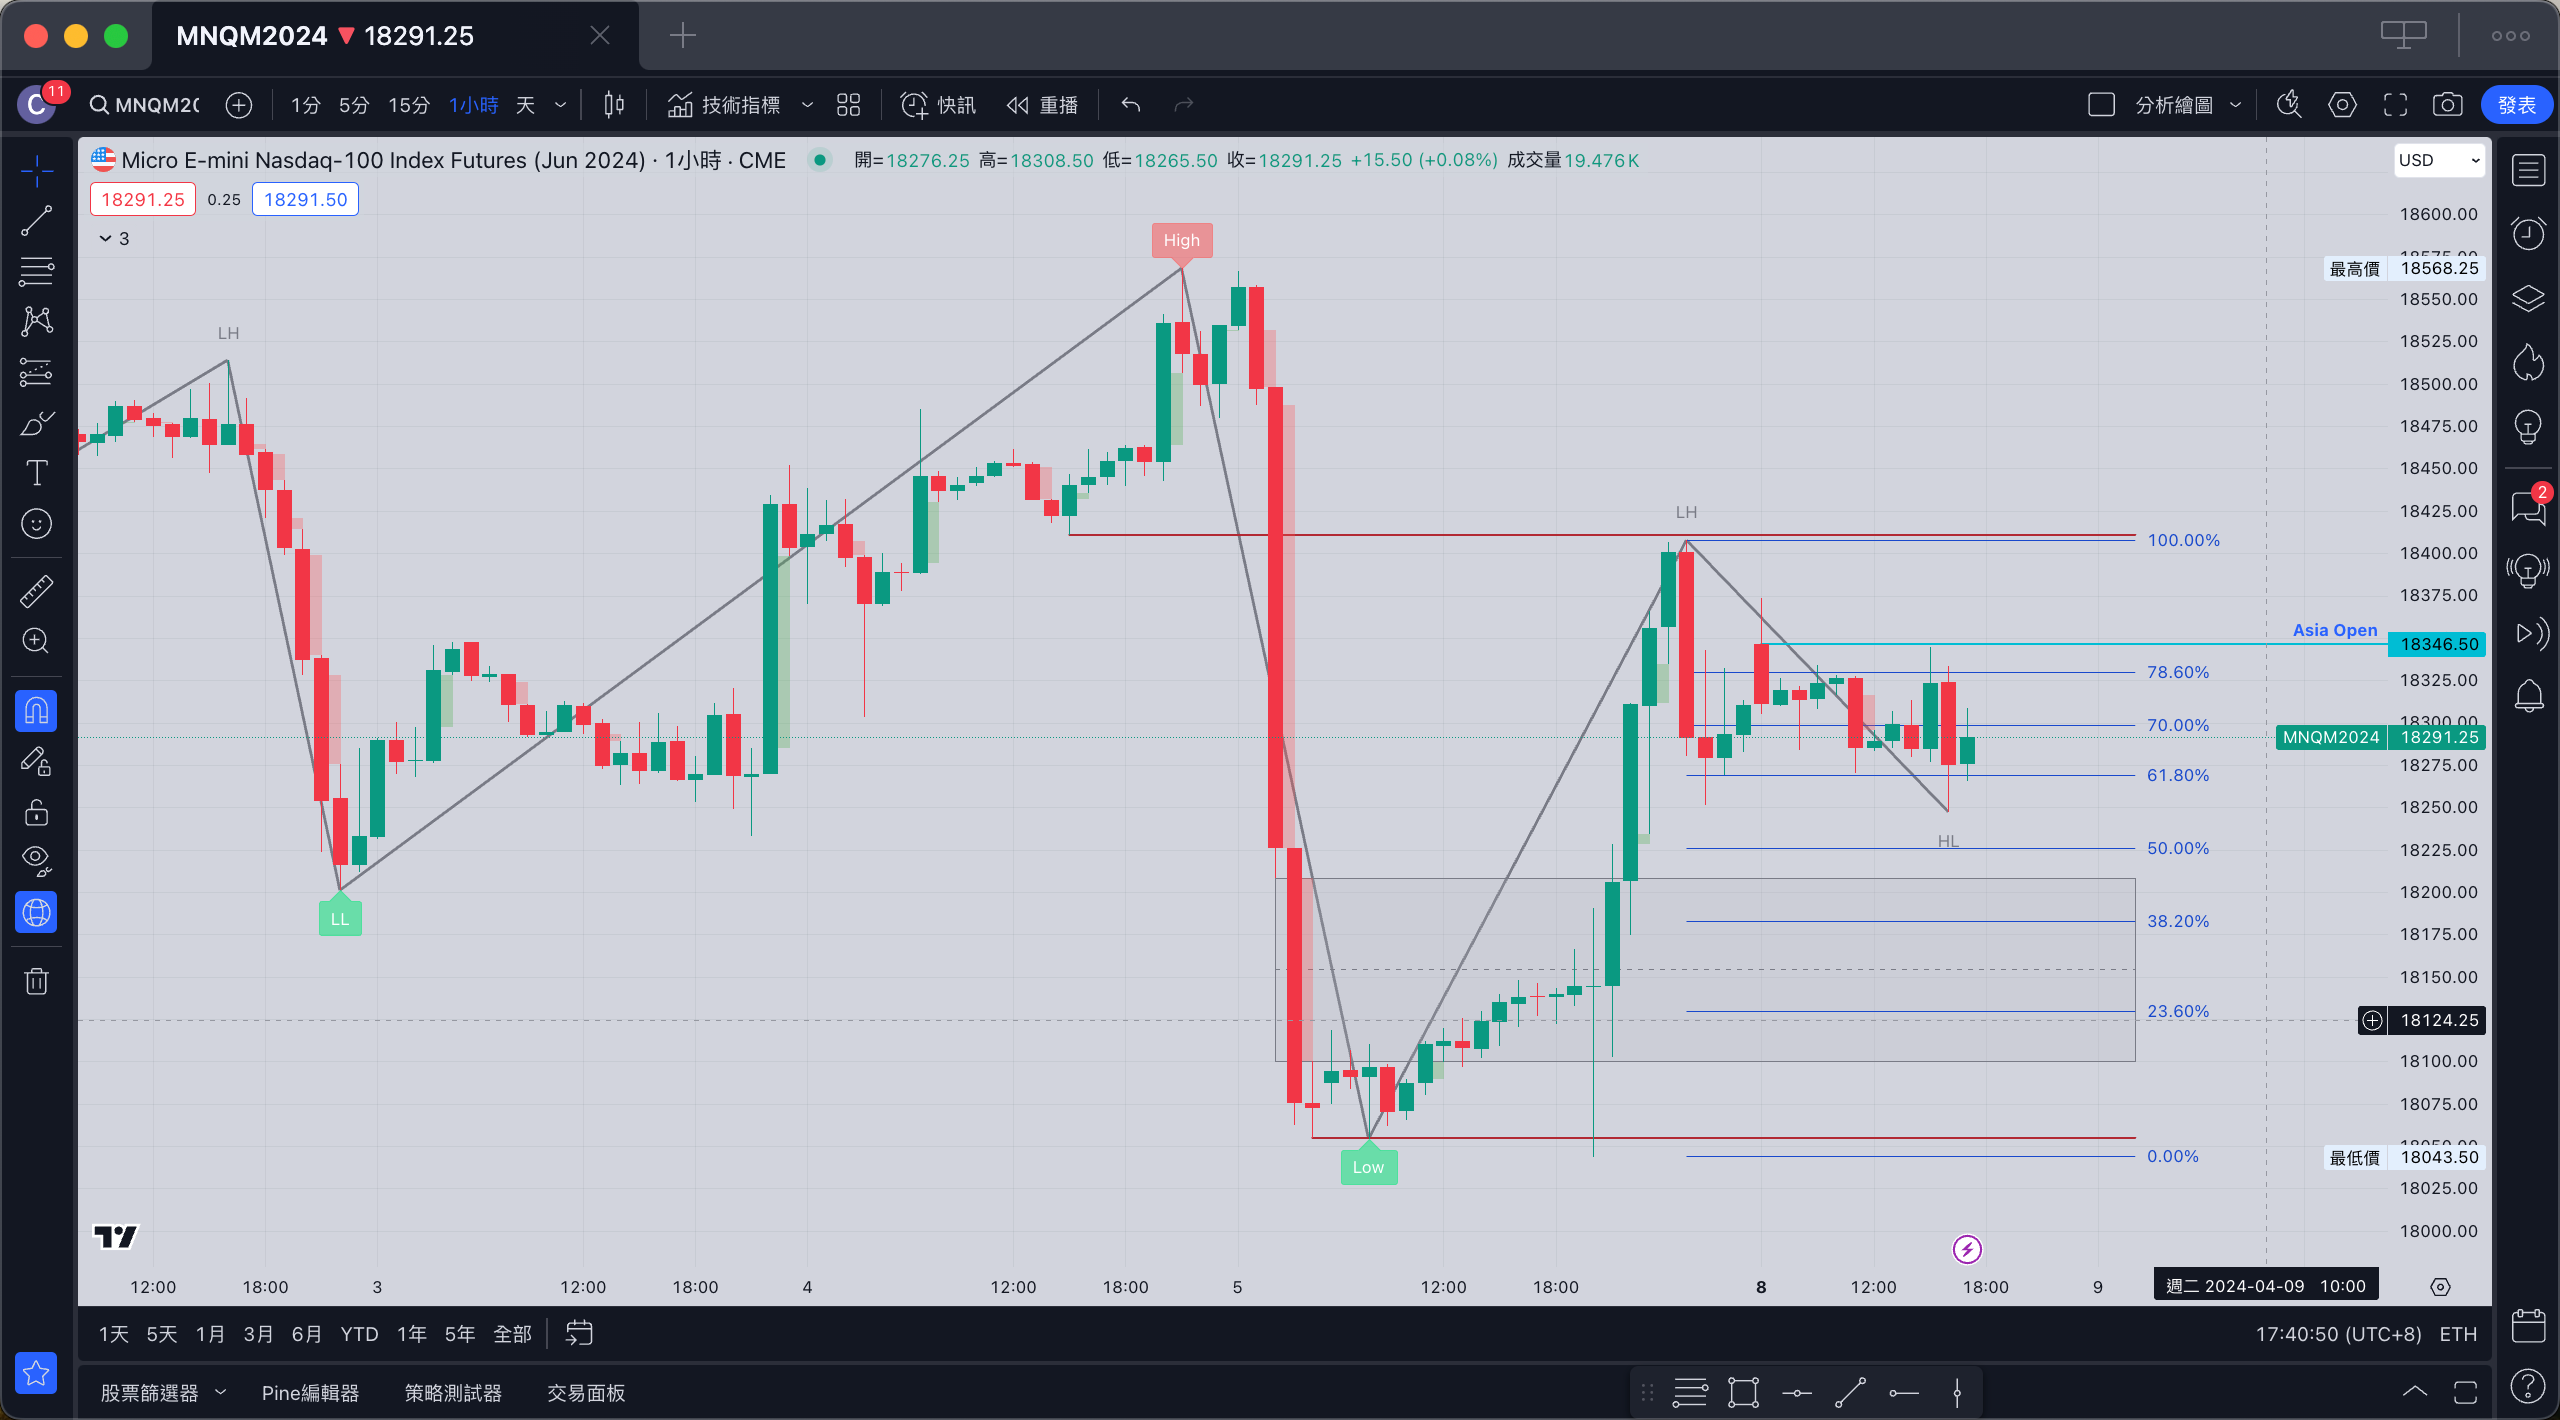 MNQM2024 ▼ 18291.25
C 11 MNQM20 1分 5分 15分 1小時 天 技術指標 快訊 重播 分析繪圖 發表
Micro E-mini Nasdaq-100 Index Futures (Jun 2024) · 1小時 · CME 開=18276.25 高=18308.50 低=18265.50 收=18291.25 +15.50 (+0.08%) 成交量19.476K
USD
18291.25 0.25 18291.50
3
18600.00
High
最高價 18568.25
18550.00
LH
18525.00
18500.00
18475.00
18450.00
2
LH
18425.00
100.00%
18400.00
18375.00
Asia Open
18346.50
78.60%
18325.00
18300.00
70.00%
MNQM2024 18291.25
18275.00
61.80%
18250.00
HL
50.00%
18225.00
18200.00
LL
38.20%
18175.00
18150.00
23.60%
18124.25
18100.00
18075.00
Low
0.00%
最低價 18043.50
18025.00
18000.00
12:00 18:00 3 12:00 18:00 4 12:00 18:00 5 12:00 18:00 8 12:00 18:00 9 週二 2024-04-09 10:00
1天 5天 1月 3月 6月 YTD 1年 5年 全部 17:40:50 (UTC+8) ETH
股票篩選器 Pine編輯器 策略測試器 交易面板